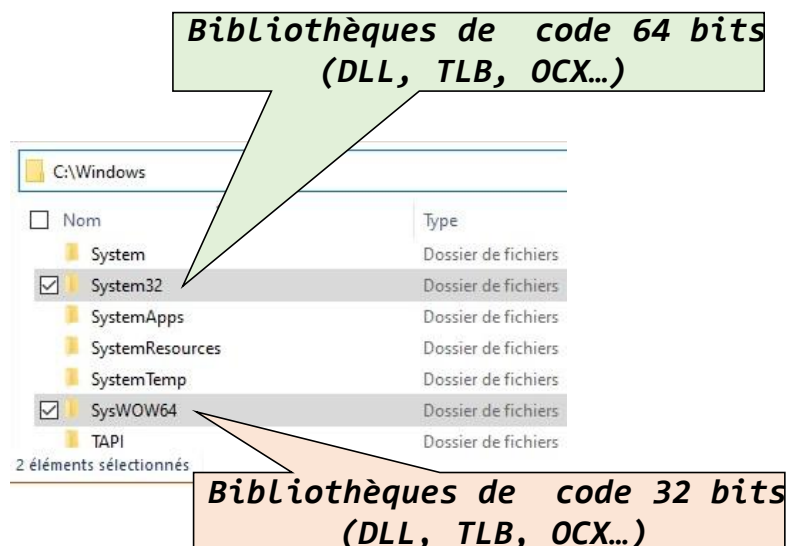 Bibliothèques de code 64 bits
(DLL, TLB, OCX…)
C:\Windows
Nom Type
System Dossier de fichiers
System32 Dossier de fichiers
SystemApps Dossier de fichiers
SystemResources Dossier de fichiers
SystemTemp Dossier de fichiers
SysWOW64 Dossier de fichiers
TAPI Dossier de fichiers
2 éléments sélectionnés
Bibliothèques de code 32 bits
(DLL, TLB, OCX…)